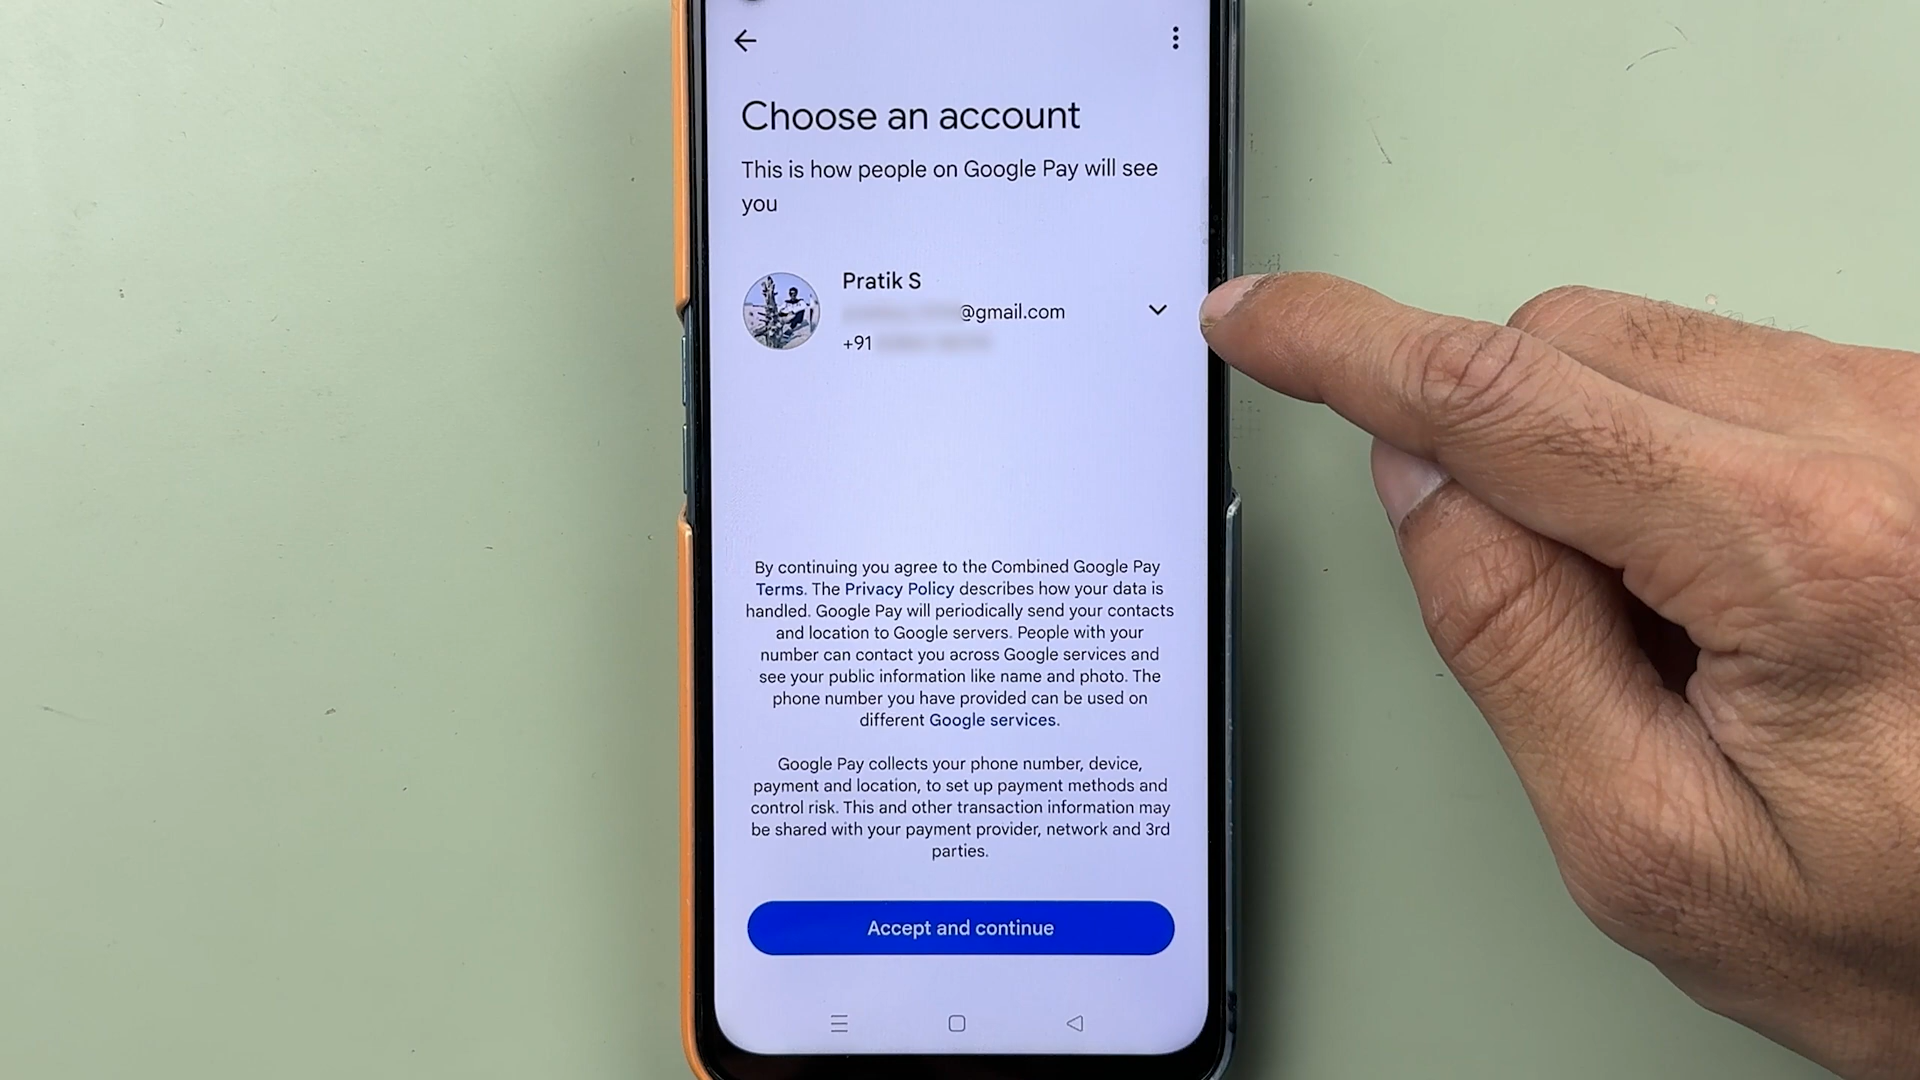 Choose an account
This is how people on Google Pay will see
you
Pratik S
@gmail.com
+91
By continuing you agree to the Combined Google Pay
Terms. The Privacy Policy describes how your data is
handled. Google Pay will periodically send your contacts
and location to Google servers. People with your
number can contact you across Google services and
see your public information like name and photo. The
phone number you have provided can be used on
different Google services.
Google Pay collects your phone number, device,
payment and location, to set up payment methods and
control risk. This and other transaction information may
be shared with your payment provider, network and 3rd
parties.
Accept and continue